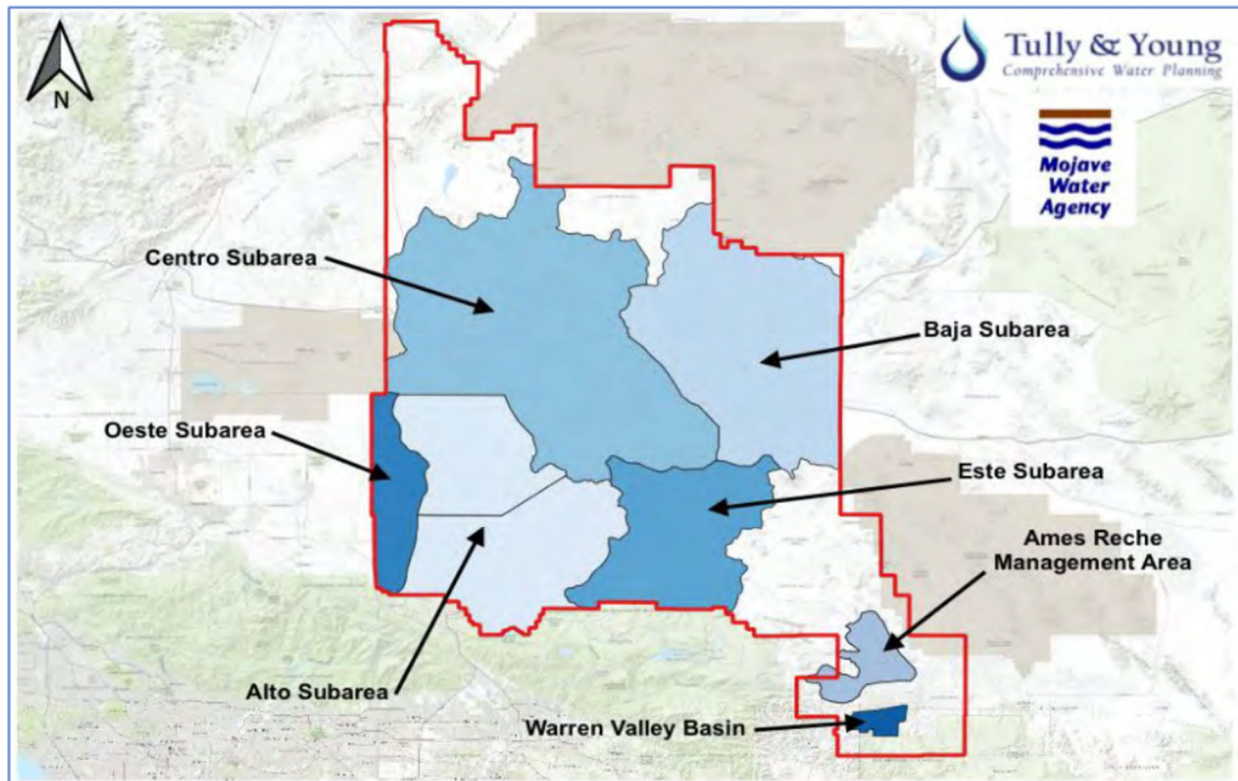 N
Tully & Young
Comprehensive Water Planning
Mojave
Water
Agency
Centro Subarea
Baja Subarea
Oeste Subarea
Este Subarea
Ames Reche
Management Area
Alto Subarea
Warren Valley Basin